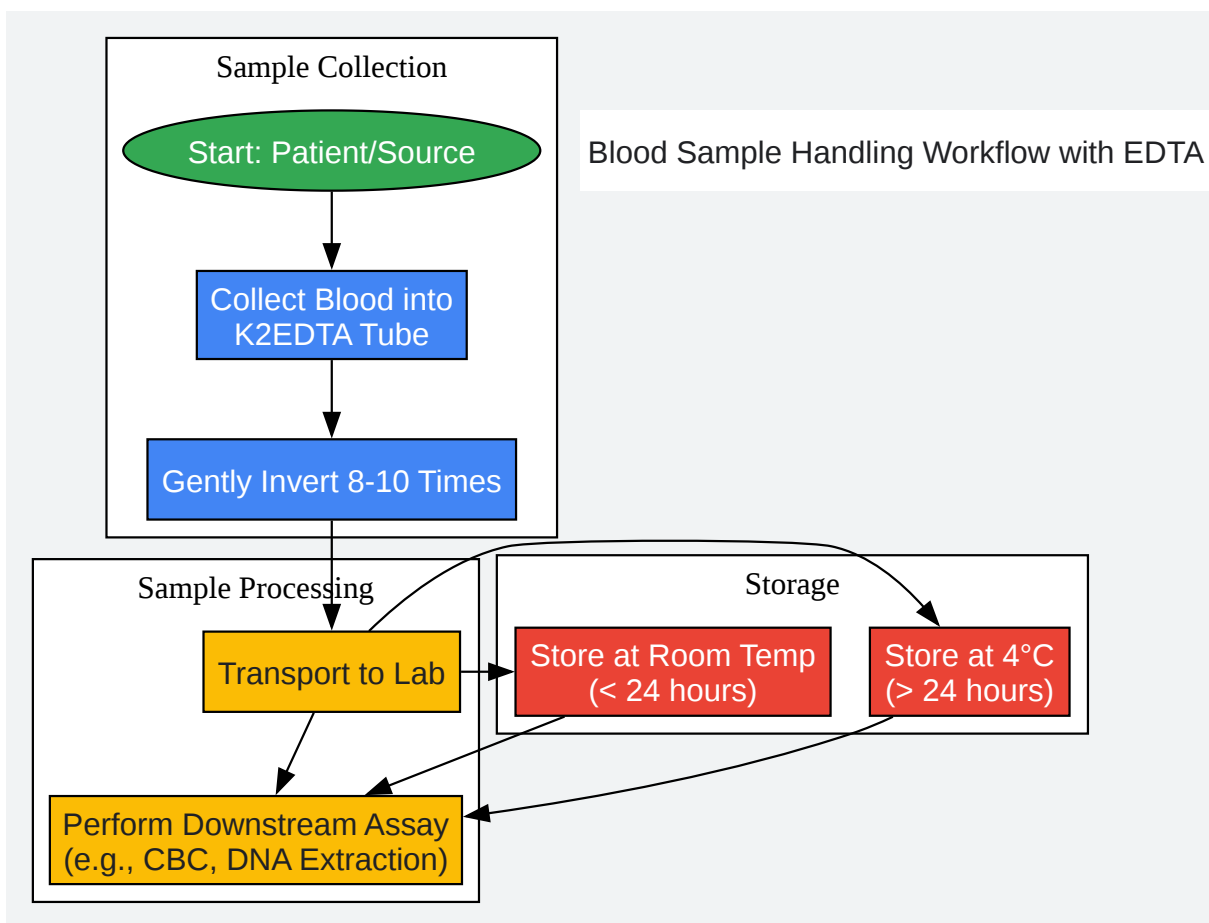 Sample Collection
Start: Patient/Source
Blood Sample Handling Workflow with EDTA
Collect Blood into
K2EDTA Tube
Gently Invert 8-10 Times
Sample Processing
Transport to Lab
Storage
Store at Room Temp
(< 24 hours)
Store at 4°C
(> 24 hours)
Perform Downstream Assay
(e.g., CBC, DNA Extraction)